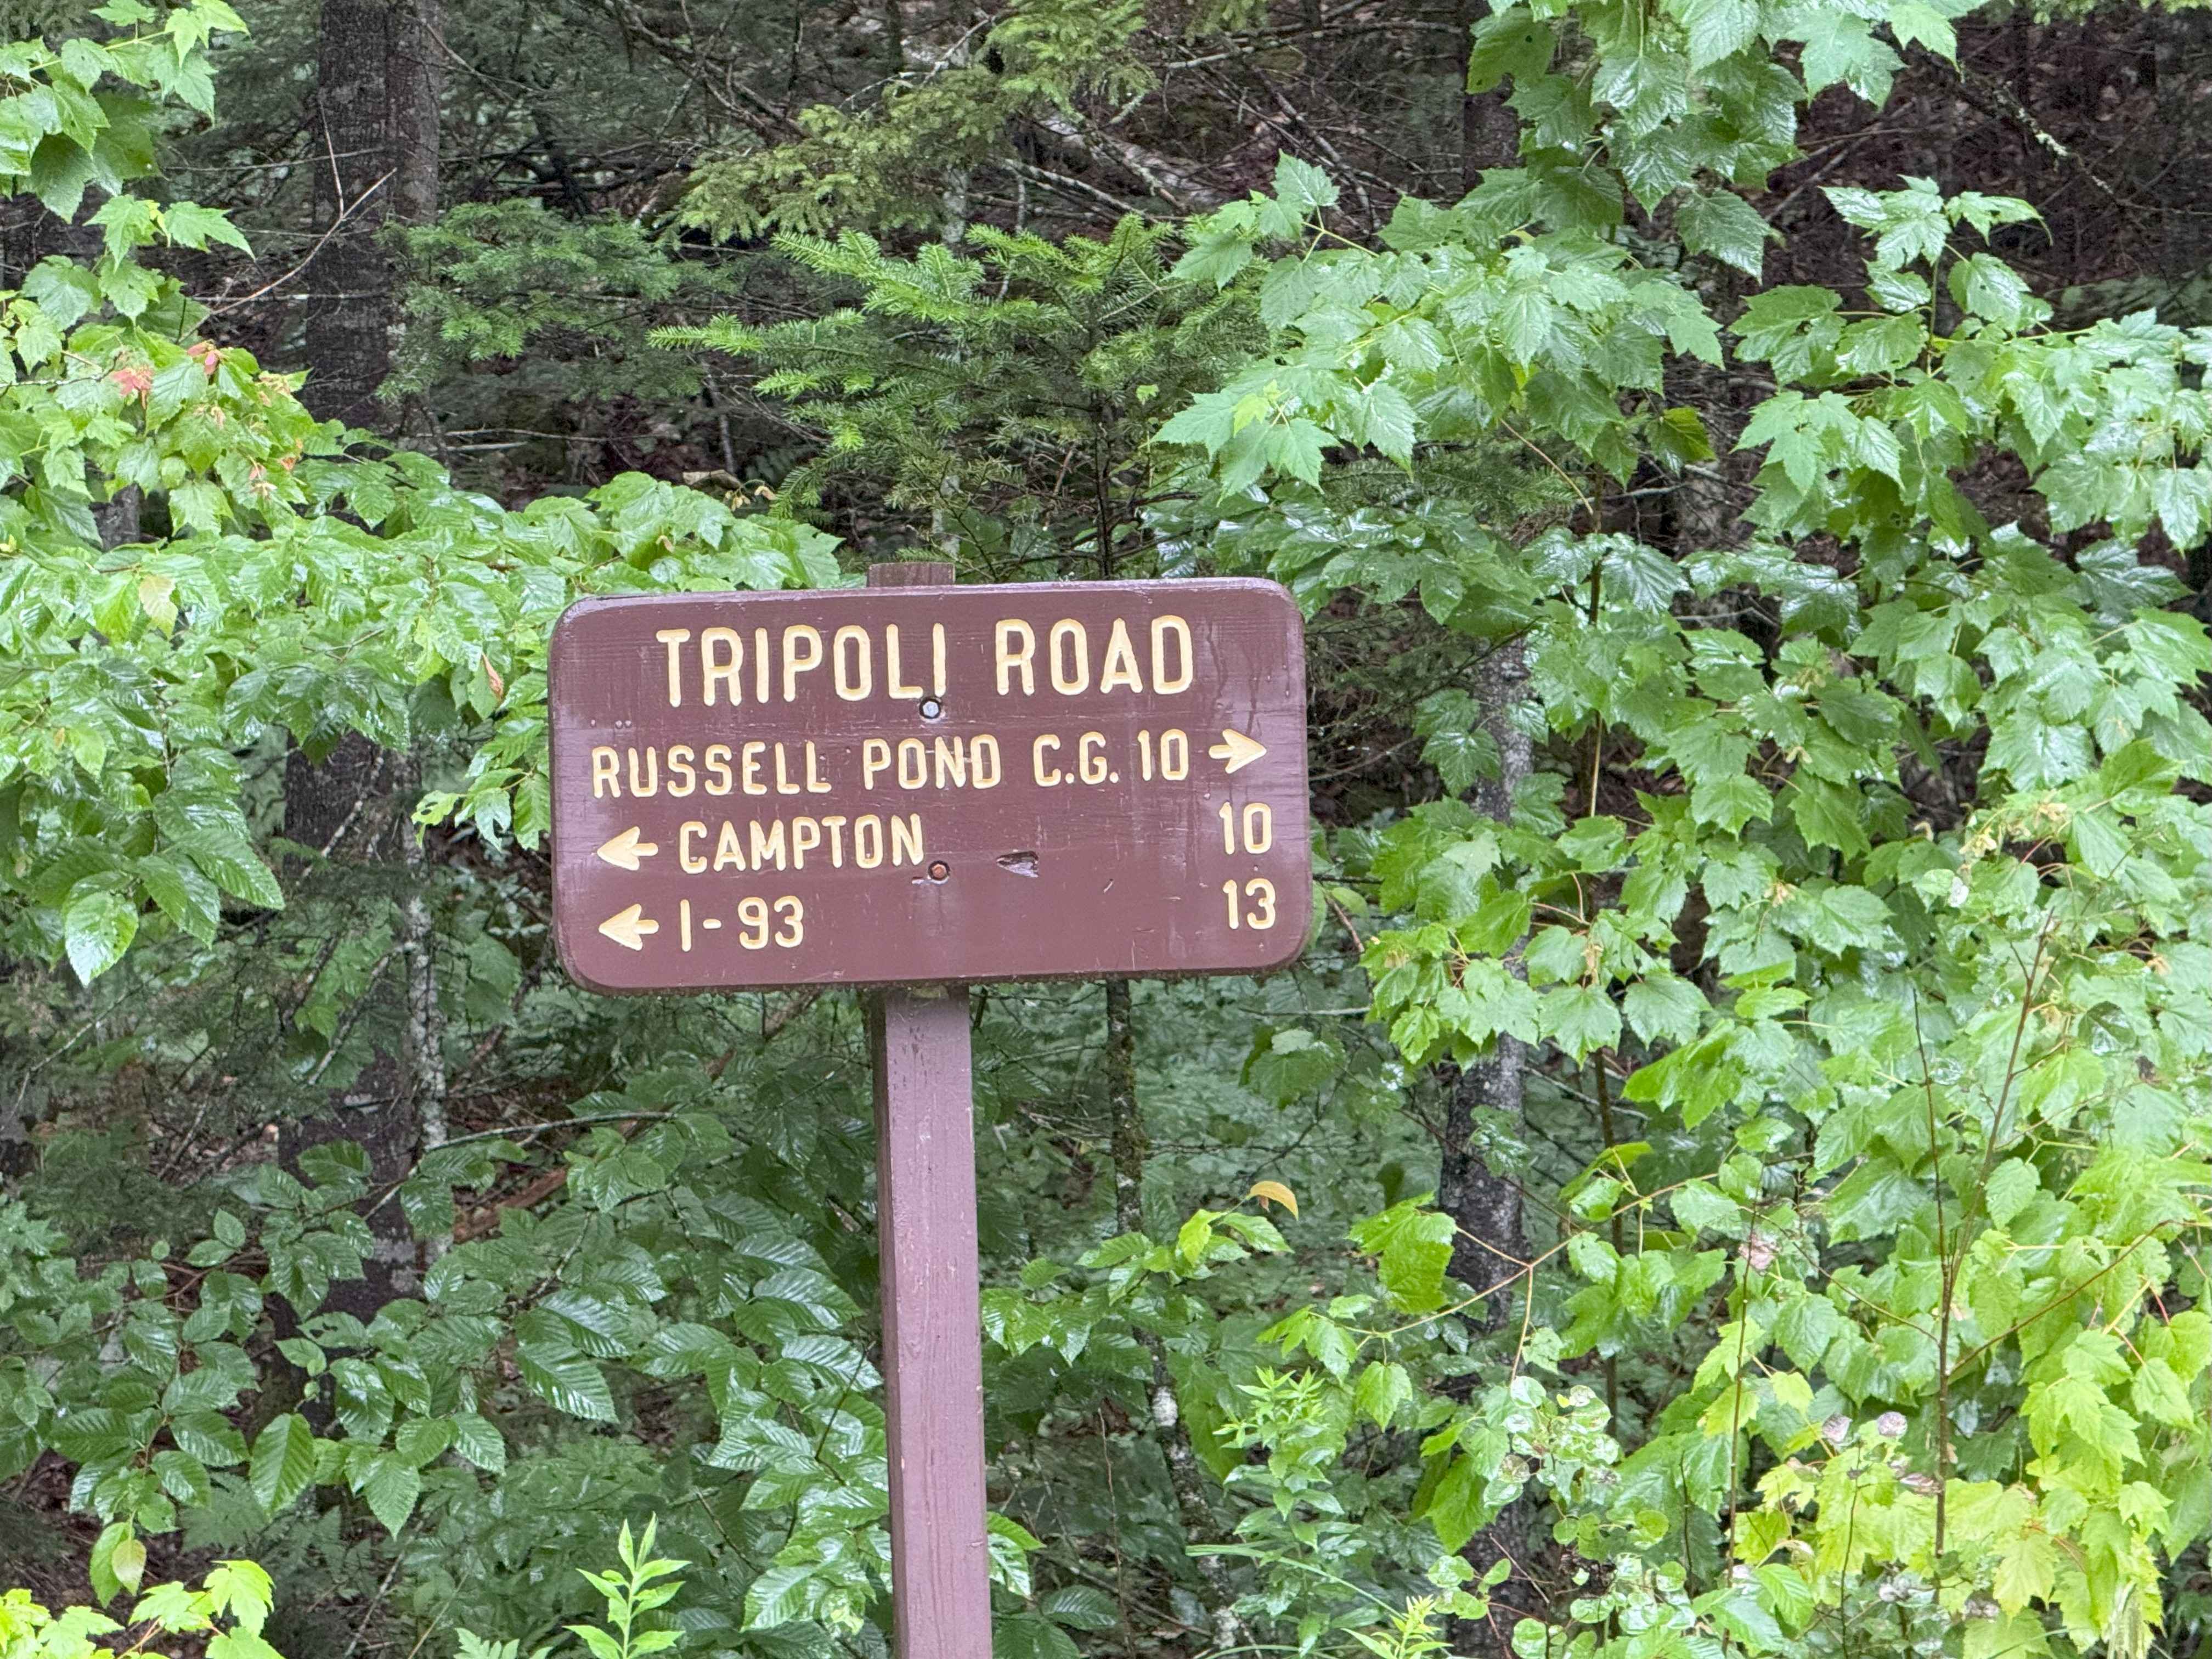 TRIPOLI ROAD
RUSSELL POND C.G. 10 →
← CAMPTON 10
← I-93 13